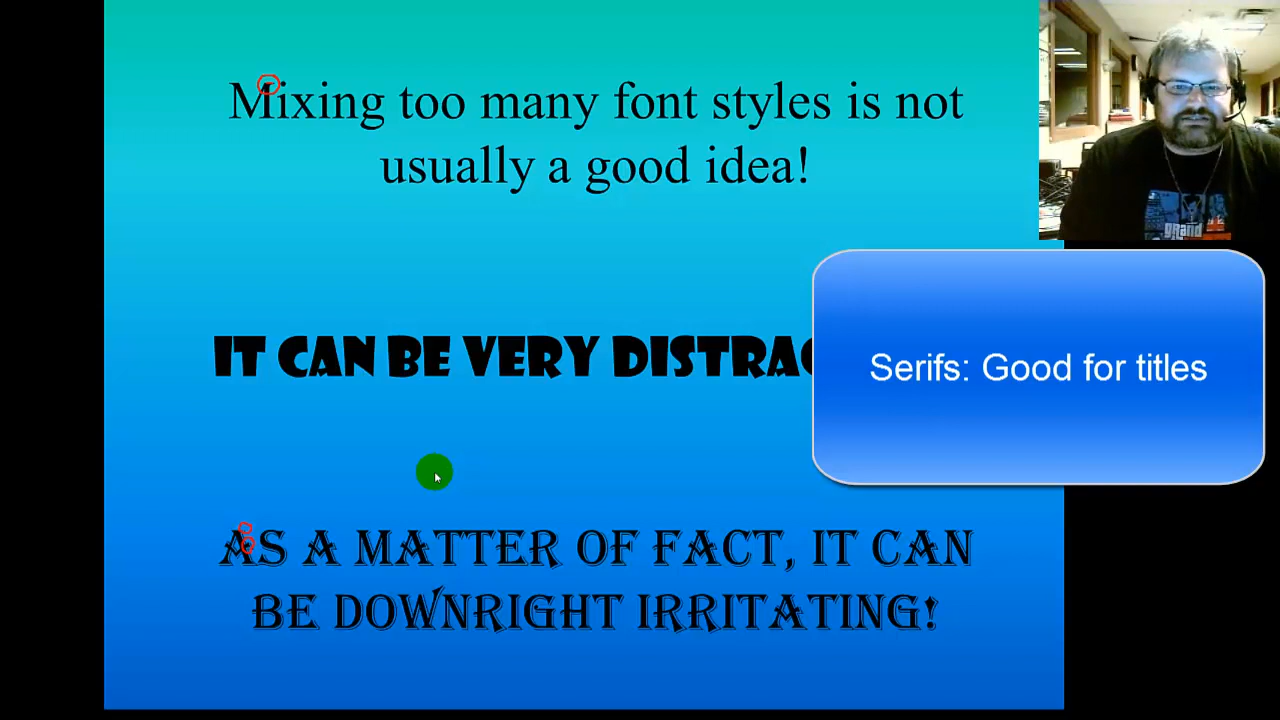 Mixing too many font styles is not
usually a good idea!
IT CAN BE VERY
Serifs: Good for titles
AS A MATTER OF FACT, IT CAN
BE DOWNRIGHT IRRITATING!
grand